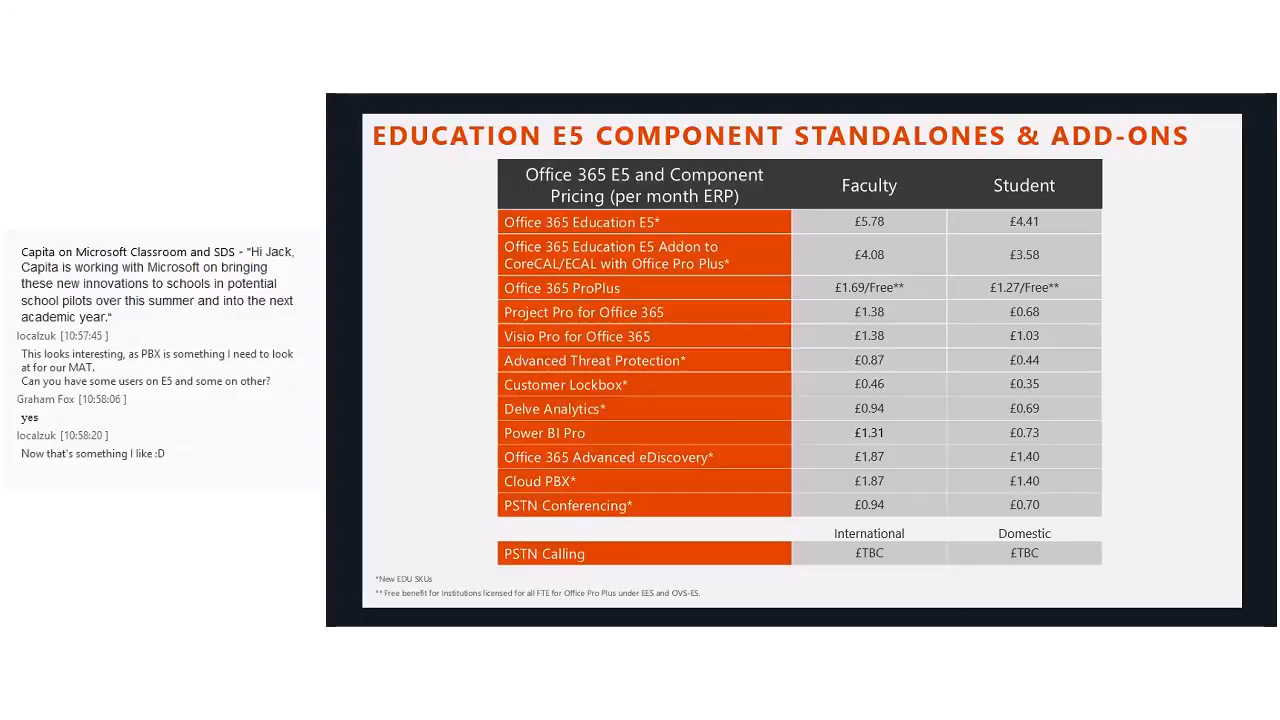 Capita on Microsoft Classroom and SDS - "Hi Jack,
Capita is working with Microsoft on bringing
these new innovations to schools in potential
school pilots over this summer and into the next
academic year."
localzuk [10:57:45 ]
This looks interesting, as PBX is something I need to look
at for our MAT.
Can you have some users on E5 and some on other?
Graham Fox [10:58:06 ]
yes
localzuk [10:58:20 ]
Now that's something I like :D
EDUCATION E5 COMPONENT STANDALONES & ADD-ONS
Office 365 E5 and Component
Pricing (per month ERP)
Faculty
Student
Office 365 Education E5* £5.78 £4.41
Office 365 Education E5 Addon to
CoreCAL/ECAL with Office Pro Plus* £4.08 £3.58
Office 365 ProPlus £1.69/Free** £1.27/Free**
Project Pro for Office 365 £1.38 £0.68
Visio Pro for Office 365 £1.38 £1.03
Advanced Threat Protection* £0.87 £0.44
Customer Lockbox* £0.46 £0.35
Delve Analytics* £0.94 £0.69
Power BI Pro £1.31 £0.73
Office 365 Advanced eDiscovery* £1.87 £1.40
Cloud PBX* £1.87 £1.40
PSTN Conferencing* £0.94 £0.70
International Domestic
PSTN Calling £TBC £TBC
*New EDU SKUs
** Free benefit for Institutions licensed for all FTE for Office Pro Plus under EES and OVS-ES.